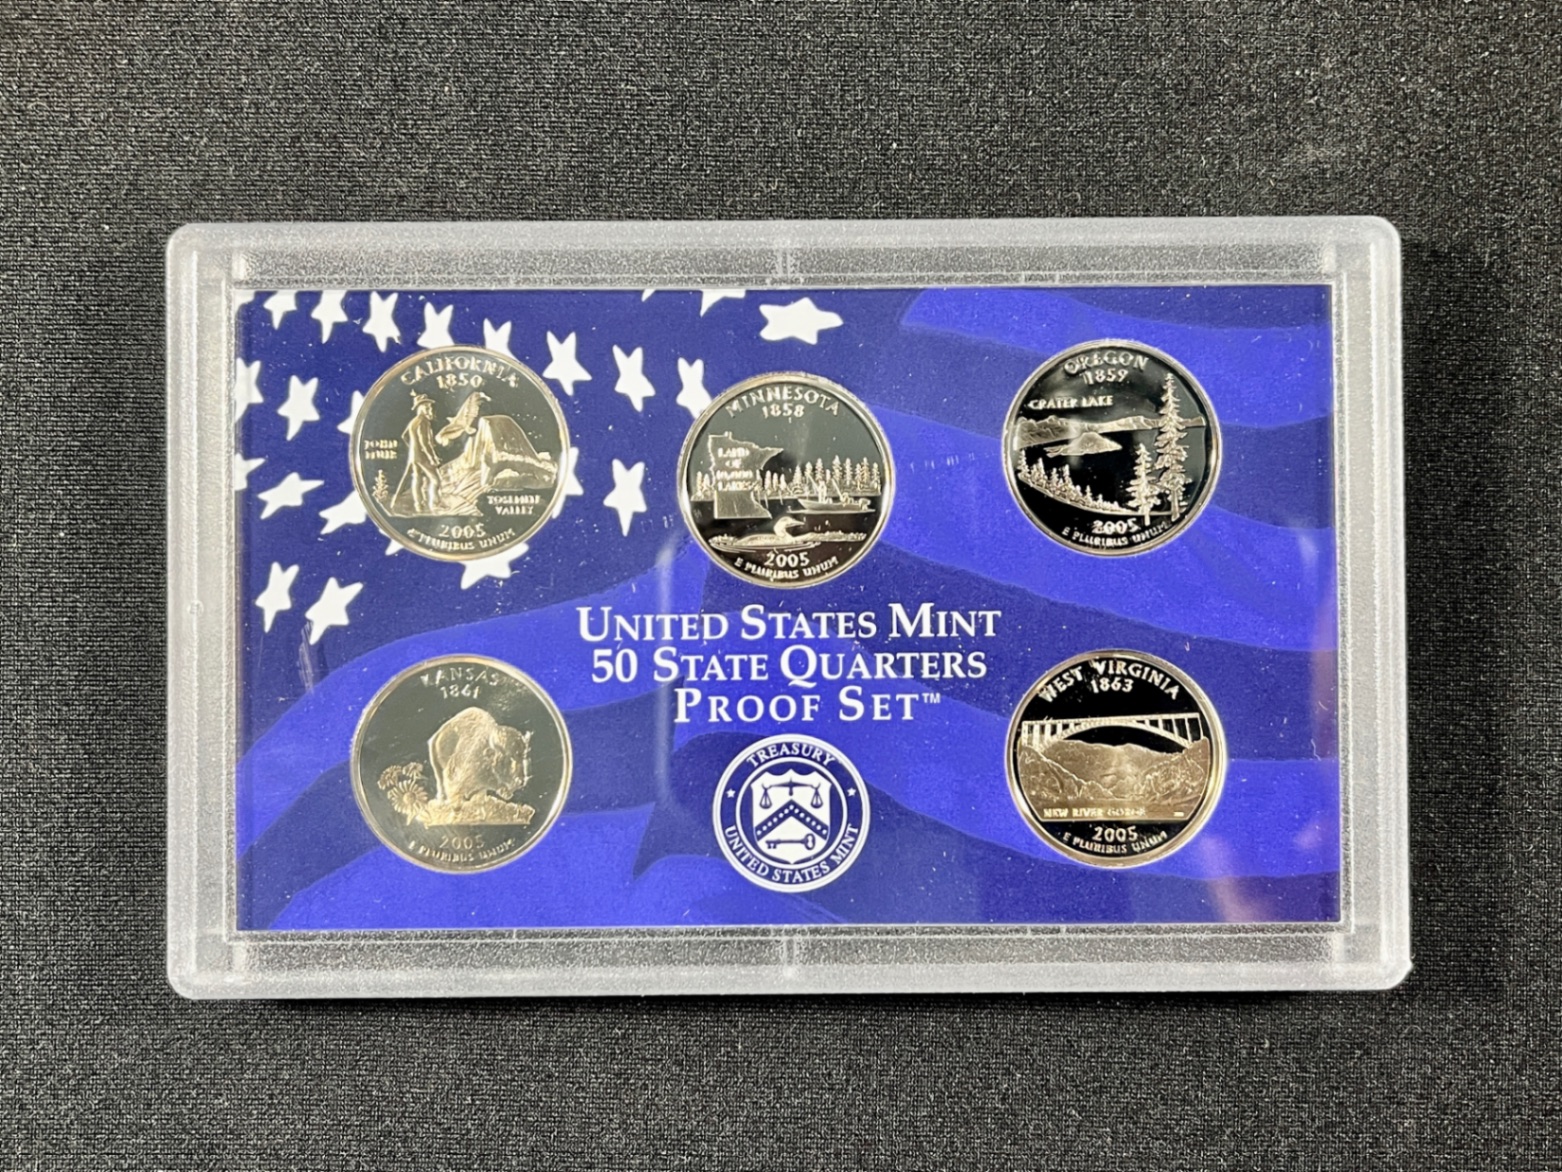 CALIFORNIA
1850
JOHN
MUIR
YOSEMITE
VALLEY
2005
E PLURIBUS UNUM
MINNESOTA
1858
LAND
OF
10,000
LAKES
2005
E PLURIBUS UNUM
OREGON
1859
CRATER LAKE
2005
E PLURIBUS UNUM
UNITED STATES MINT
50 STATE QUARTERS
PROOF SET™
KANSAS
1861
2005
E PLURIBUS UNUM
TREASURY
UNITED STATES MINT
WEST VIRGINIA
1863
NEW RIVER GORGE
2005
E PLURIBUS UNUM